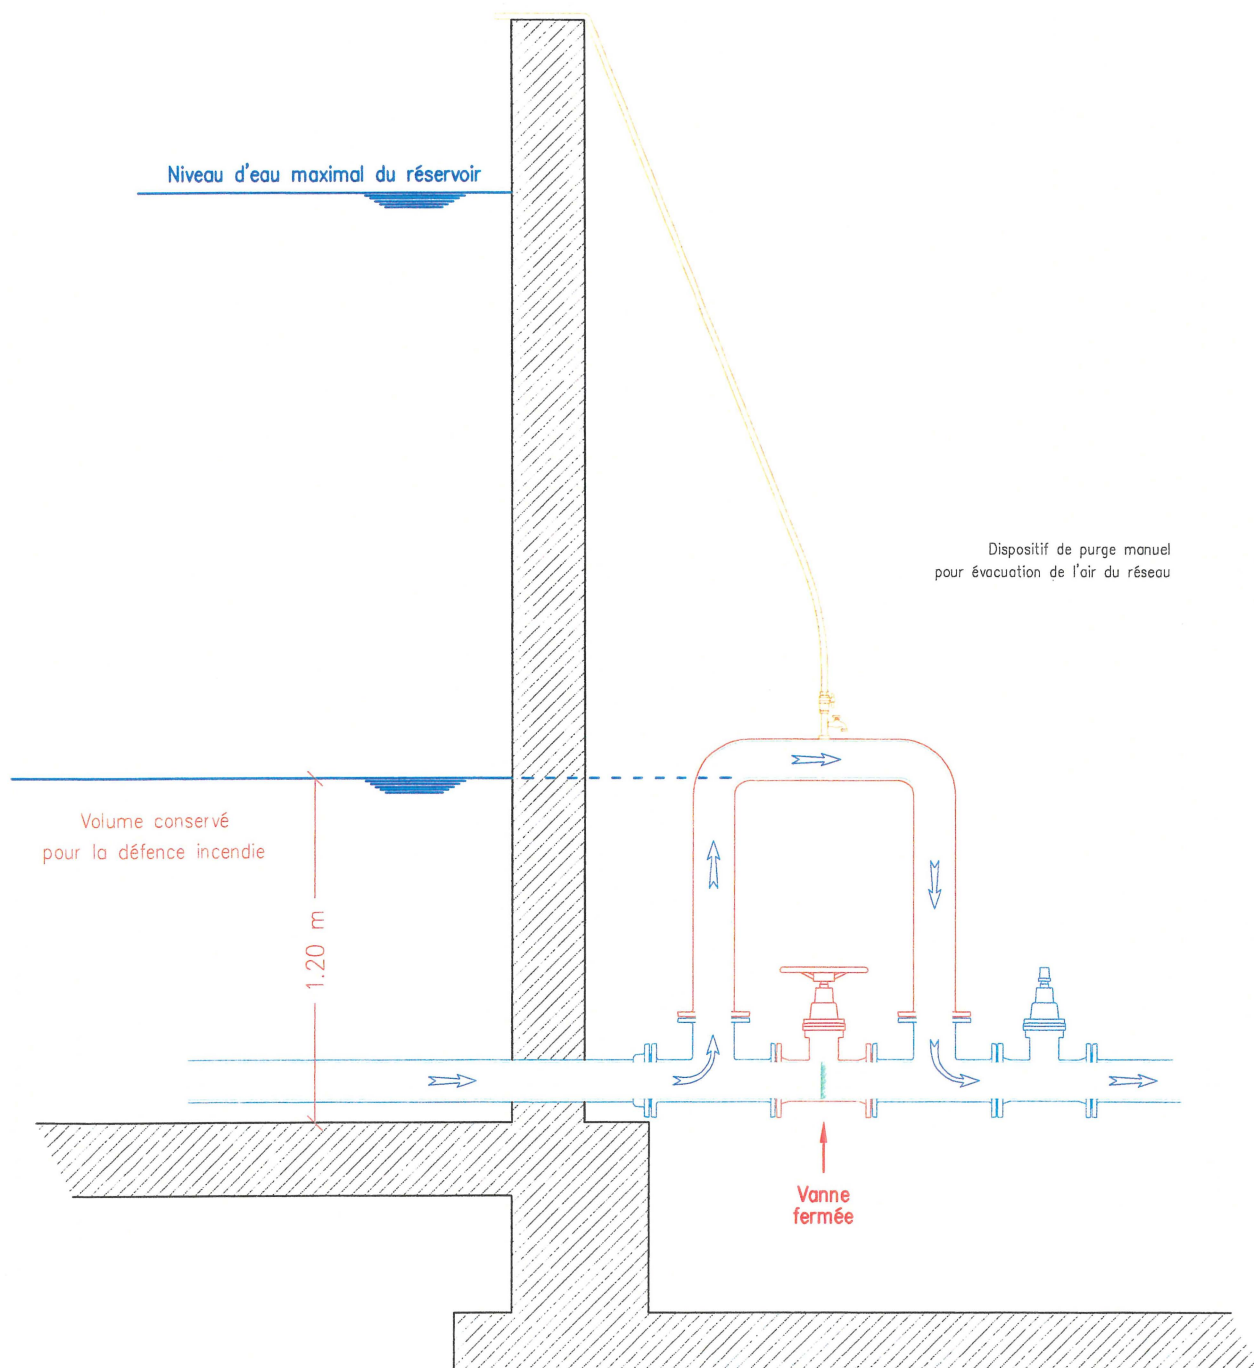 Niveau d'eau maximal du réservoir
Dispositif de purge manuel
pour évacuation de l'air du réseau
Volume conservé
pour la défence incendie
1.20 m
Vanne
fermée